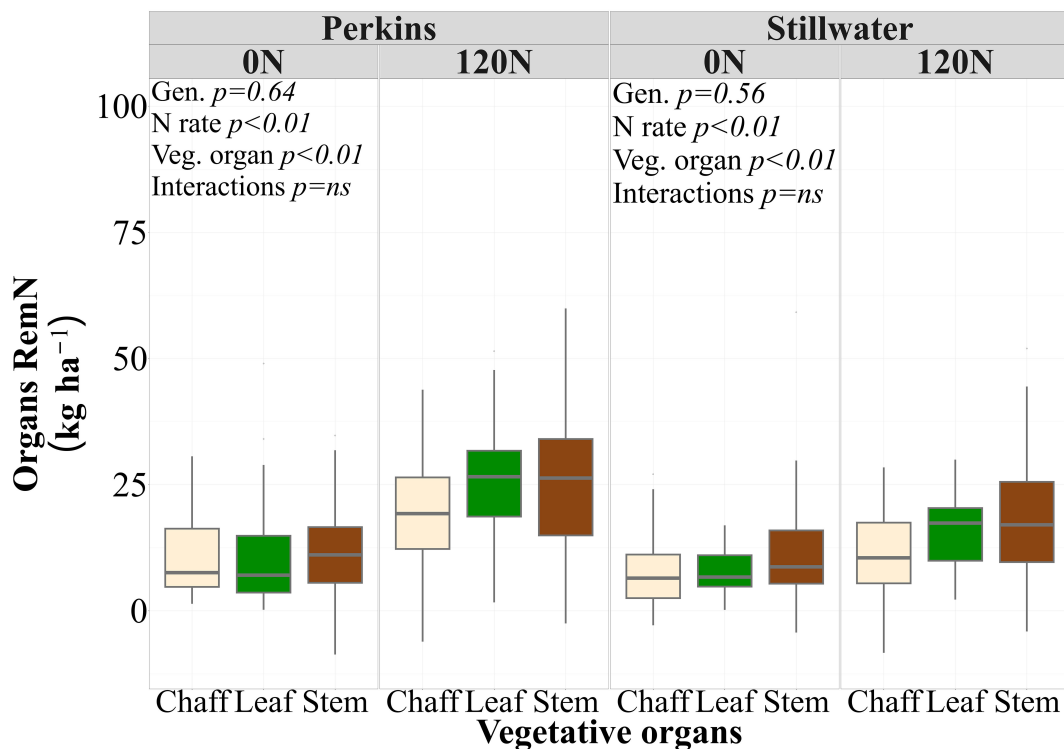 Perkins
Stillwater
0N
120N
0N
120N
Gen. p=0.64
N rate p<0.01
Veg. organ p<0.01
Interactions p=ns
Gen. p=0.56
N rate p<0.01
Veg. organ p<0.01
Interactions p=ns
100
75
50
25
0
Organs RemN
(kg ha⁻¹)
Chaff Leaf Stem
Chaff Leaf Stem
Chaff Leaf Stem
Chaff Leaf Stem
Vegetative organs